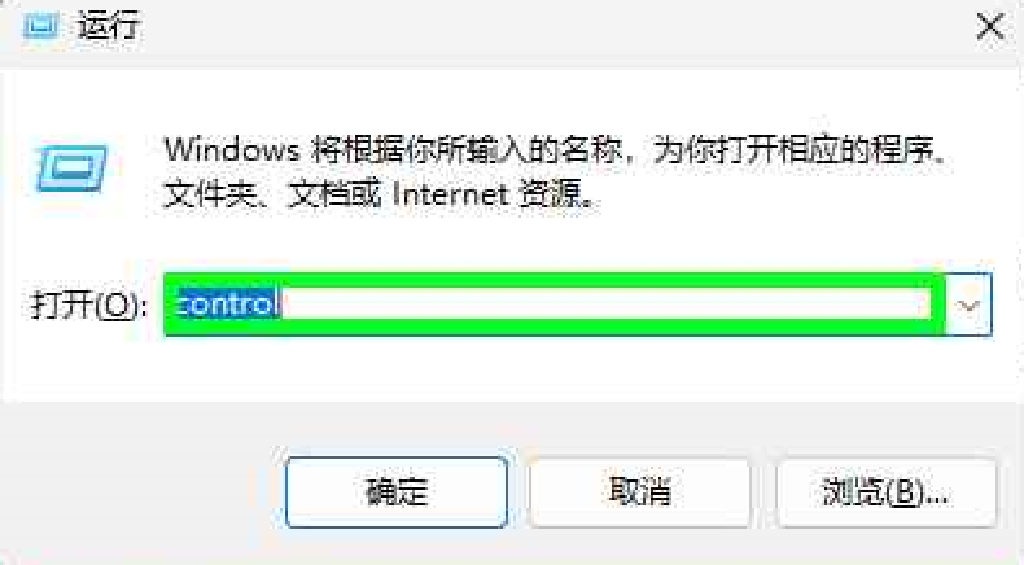 运行
Windows 将根据你所输入的名称，为你打开相应的程序、
文件夹、文档或 Internet 资源。
打开(O):
control
确定
取消
浏览(B)...